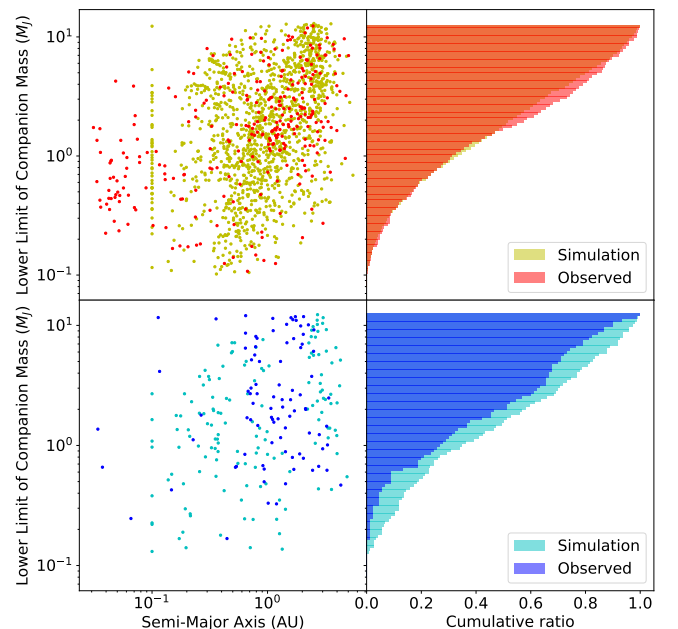 Lower Limit of Companion Mass (M_J)
10¹
10⁰
10⁻¹
Simulation
Observed
Lower Limit of Companion Mass (M_J)
10¹
10⁰
10⁻¹
Simulation
Observed
10⁻¹ 10⁰ 0.0 0.2 0.4 0.6 0.8 1.0
Semi-Major Axis (AU) Cumulative ratio